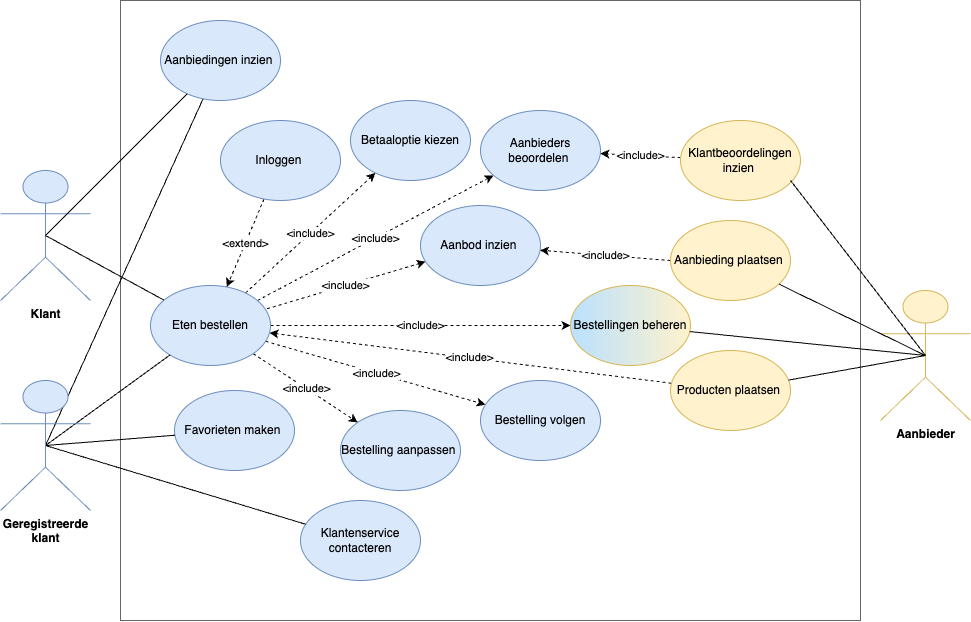 Aanbiedingen inzien
Inloggen
Betaaloptie kiezen
Aanbieders
beoordelen
<include>
Klantbeoordelingen
inzien
<extend>
<include>
<include>
Aanbod inzien
<include>
Aanbieding plaatsen
<include>
Klant
Eten bestellen
<include>
Bestellingen beheren
<include>
Producten plaatsen
<include>
<include>
Favorieten maken
Bestelling aanpassen
Bestelling volgen
Aanbieder
Geregistreerde
klant
Klantenservice
contacteren